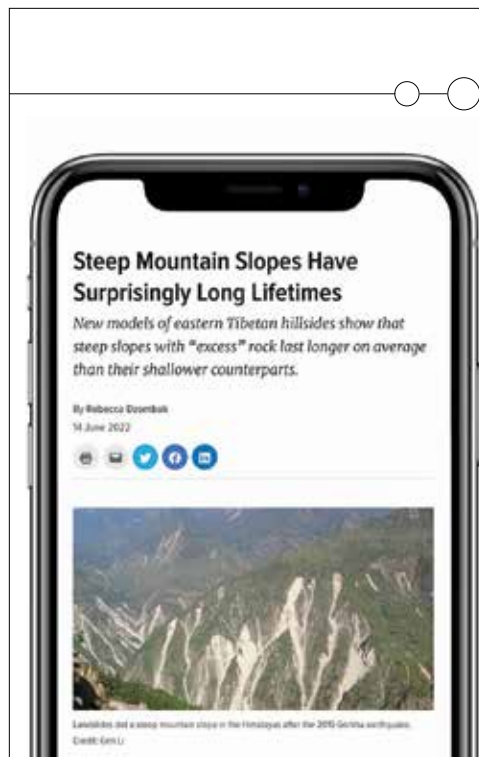 Steep Mountain Slopes Have
Surprisingly Long Lifetimes
New models of eastern Tibetan hillsides show that
steep slopes with “excess” rock last longer on average
than their shallower counterparts.
By Rebecca Dzombak
14 June 2022
Landslides dot a steep mountain slope in the Himalayas after the 2015 Gorkha earthquake.
Credit: Gen Li